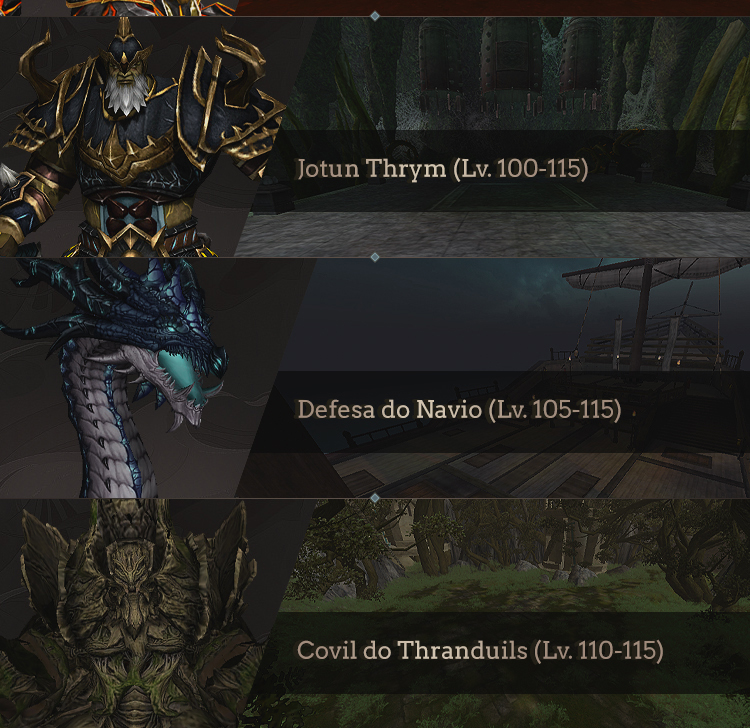 Jotun Thrym (Lv. 100-115)
Defesa do Navio (Lv. 105-115)
Covil do Thranduils (Lv. 110-115)